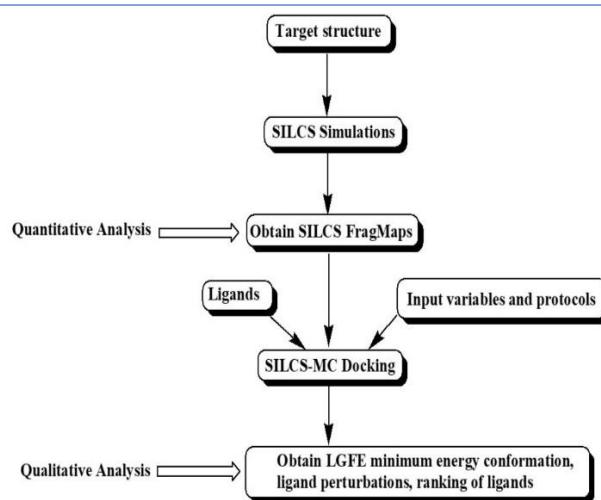 Target structure
SILCS Simulations
Quantitative Analysis
Obtain SILCS FragMaps
Ligands
Input variables and protocols
SILCS-MC Docking
Qualitative Analysis
Obtain LGFE minimum energy conformation,
ligand perturbations, ranking of ligands